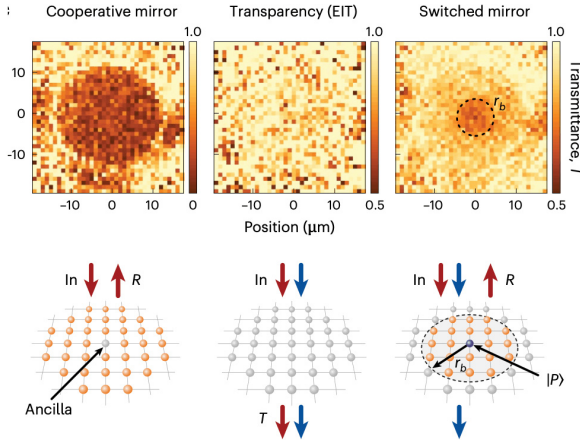 Cooperative mirror
Transparency (EIT)
Switched mirror
1.0
1.0
1.0
10
0
−10
r_b
Transmittance, T
0
0
0.5
−10 0 10
−10 0 10
−10 0 10
Position (μm)
In R
In
In R
r_b
|P⟩
Ancilla
T